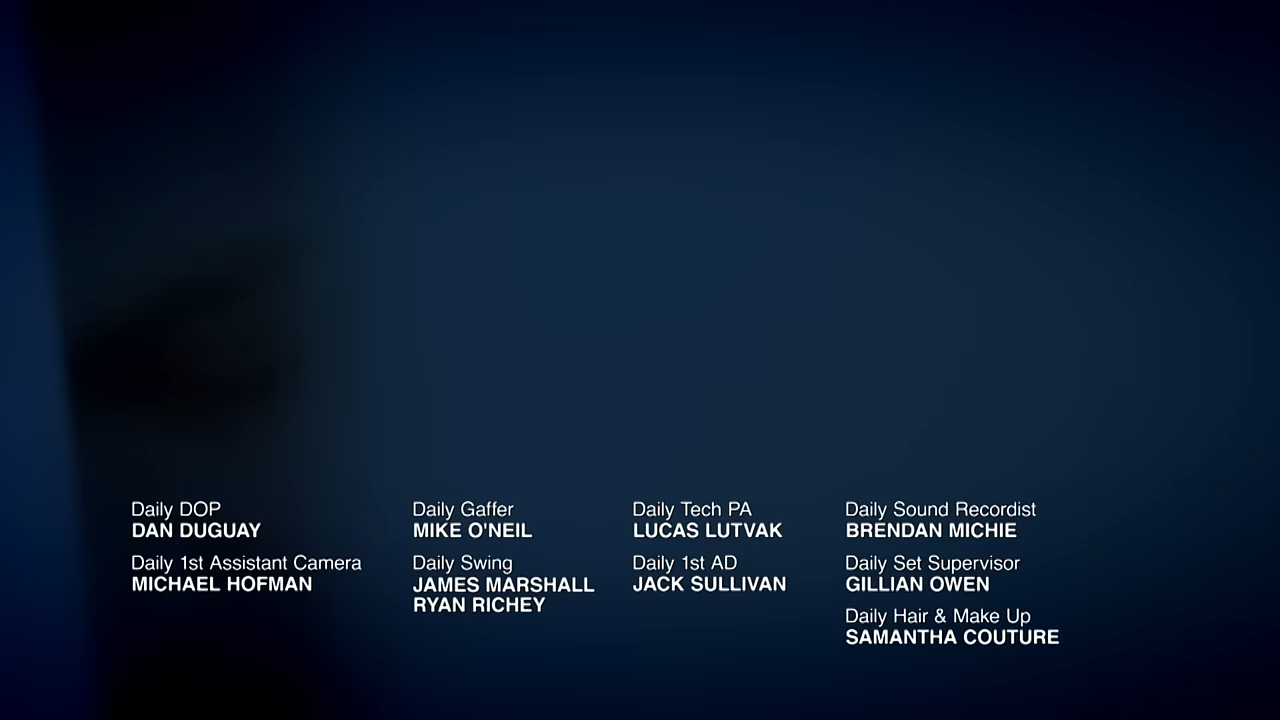 Daily DOP
DAN DUGUAY
Daily 1st Assistant Camera
MICHAEL HOFMAN
Daily Gaffer
MIKE O'NEIL
Daily Swing
JAMES MARSHALL
RYAN RICHEY
Daily Tech PA
LUCAS LUTVAK
Daily 1st AD
JACK SULLIVAN
Daily Sound Recordist
BRENDAN MICHIE
Daily Set Supervisor
GILLIAN OWEN
Daily Hair & Make Up
SAMANTHA COUTURE